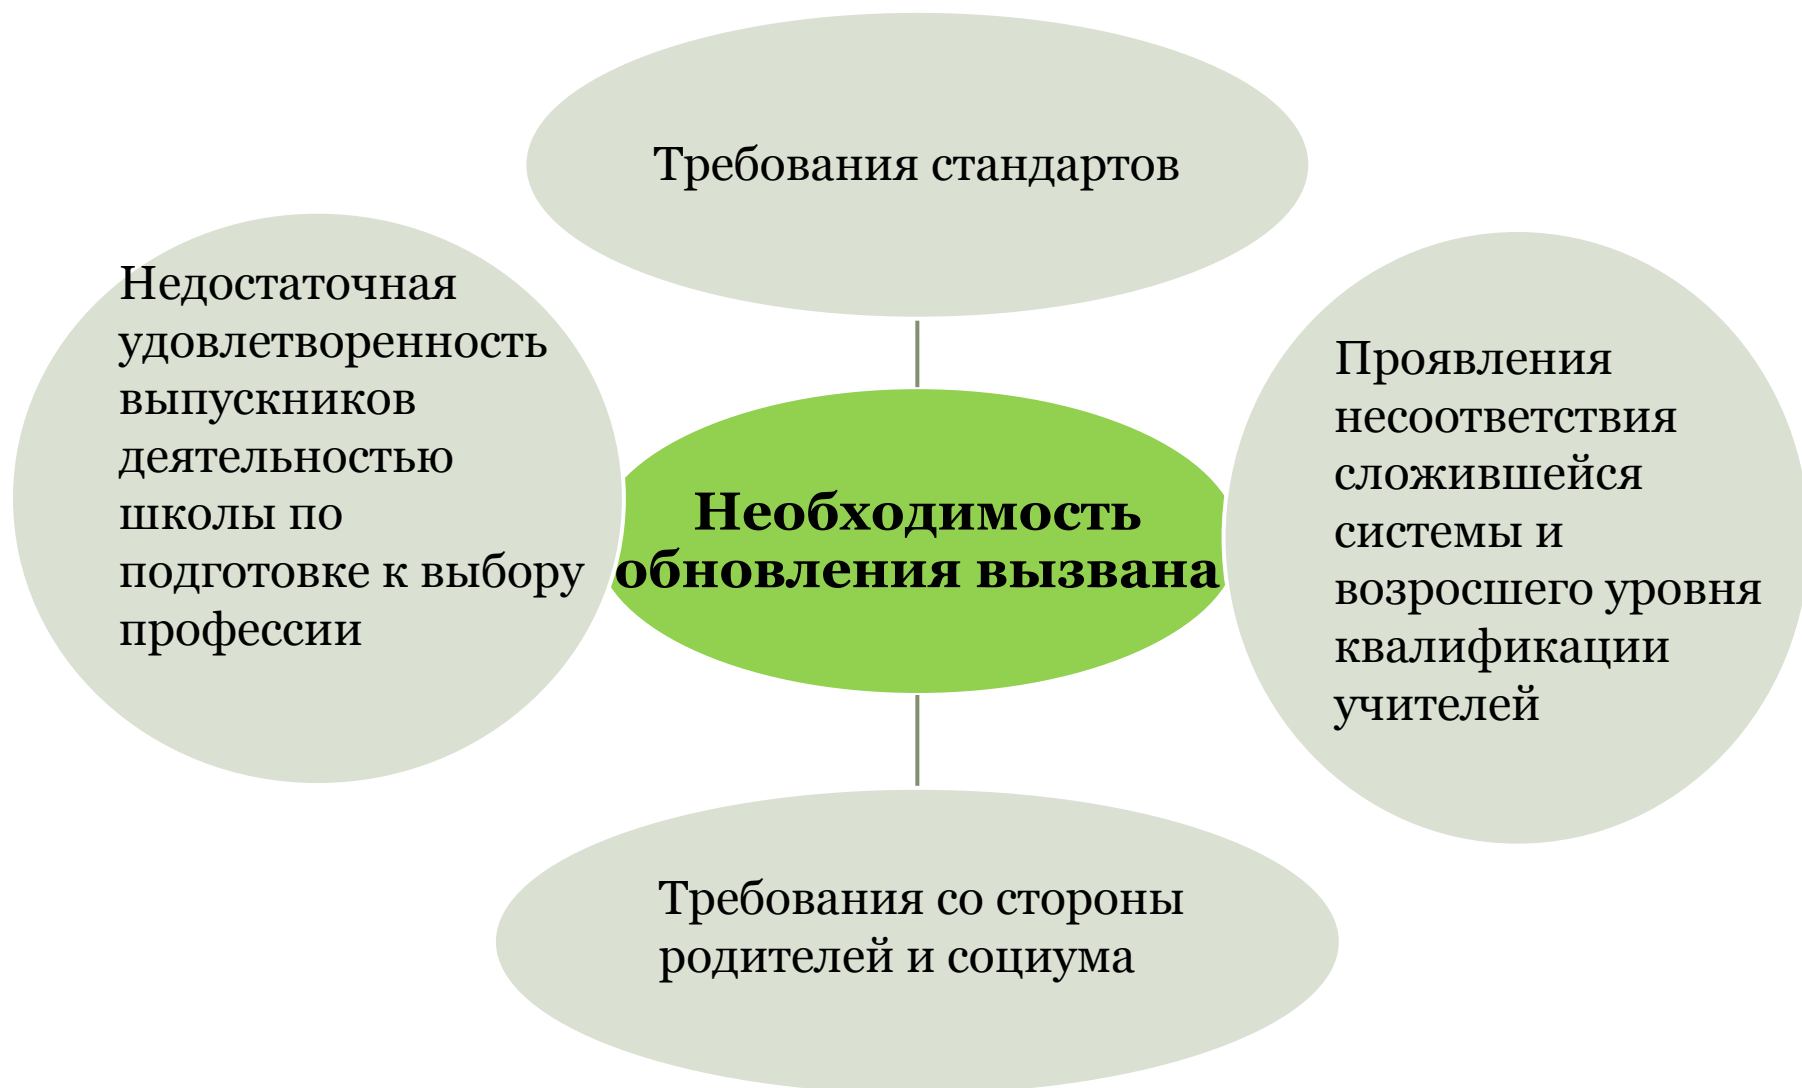 Требования стандартов
Недостаточная
удовлетворенность
выпускников
деятельностью
школы по
подготовке к выбору
профессии
Необходимость
обновления вызвана
Проявления
несоответствия
сложившейся
системы и
возросшего уровня
квалификации
учителей
Требования со стороны
родителей и социума